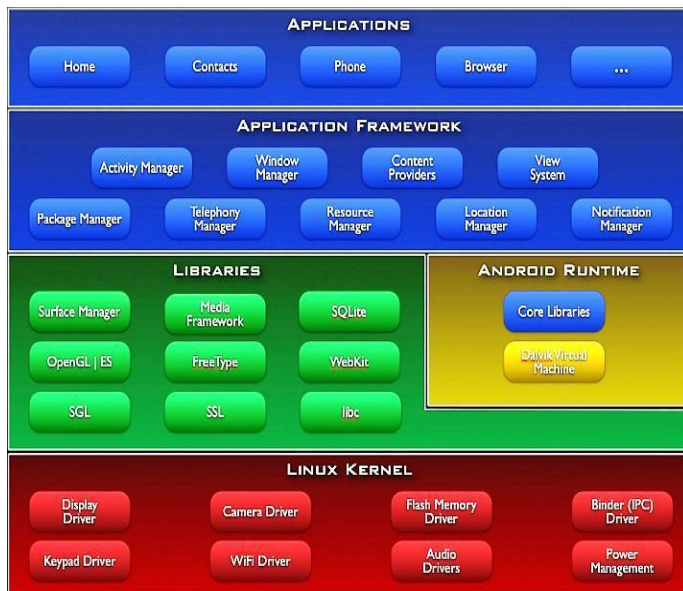 APPLICATIONS
Home
Contacts
Phone
Browser
...
APPLICATION FRAMEWORK
Activity Manager
Window
Manager
Content
Providers
View
System
Package Manager
Telephony
Manager
Resource
Manager
Location
Manager
Notification
Manager
LIBRARIES
Surface Manager
Media
Framework
SQLite
OpenGL | ES
FreeType
WebKit
SGL
SSL
libc
ANDROID RUNTIME
Core Libraries
Dalvik Virtual
Machine
LINUX KERNEL
Display
Driver
Camera Driver
Flash Memory
Driver
Binder (IPC)
Driver
Keypad Driver
WiFi Driver
Audio
Drivers
Power
Management